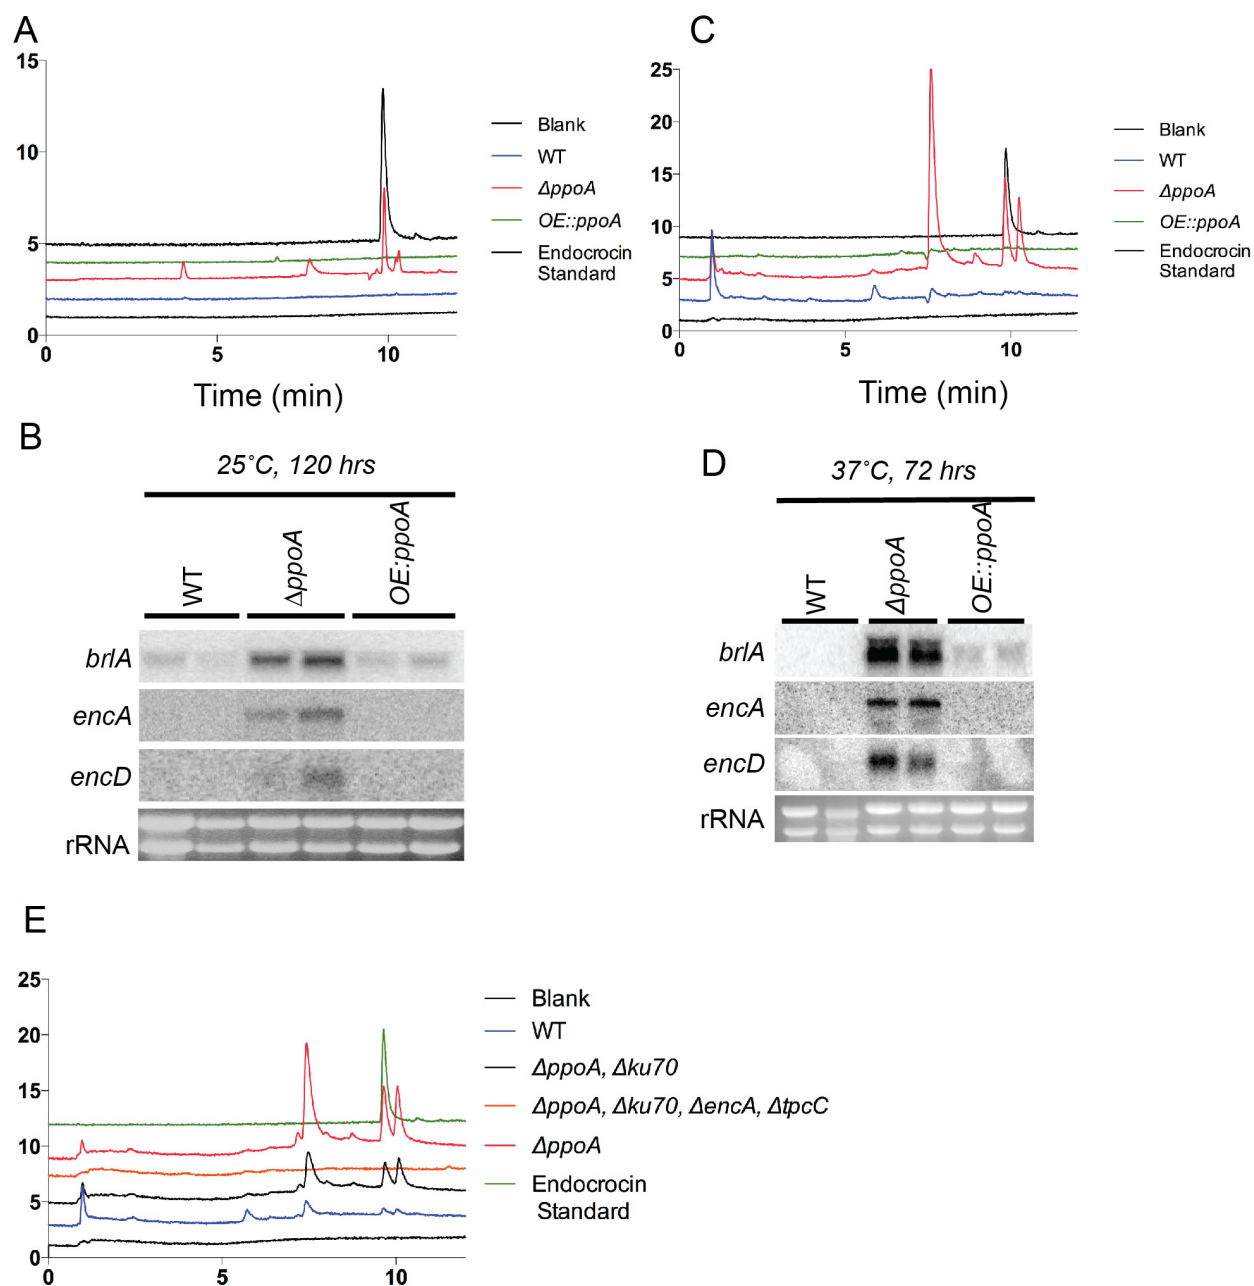 A
15
10
5
0
0
5
10
Time (min)
Blank
WT
ΔppoA
OE::ppoA
Endocrocin
Standard
C
25
20
15
10
5
0
0
5
10
Time (min)
Blank
WT
ΔppoA
OE::ppoA
Endocrocin
Standard
B
25˚C, 120 hrs
WT
ΔppoA
OE:ppoA
brlA
encA
encD
rRNA
D
37˚C, 72 hrs
WT
ΔppoA
OE::ppoA
brlA
encA
encD
rRNA
E
25
20
15
10
5
0
0
5
10
Blank
WT
ΔppoA, Δku70
ΔppoA, Δku70, ΔencA, ΔtpcC
ΔppoA
Endocrocin
Standard